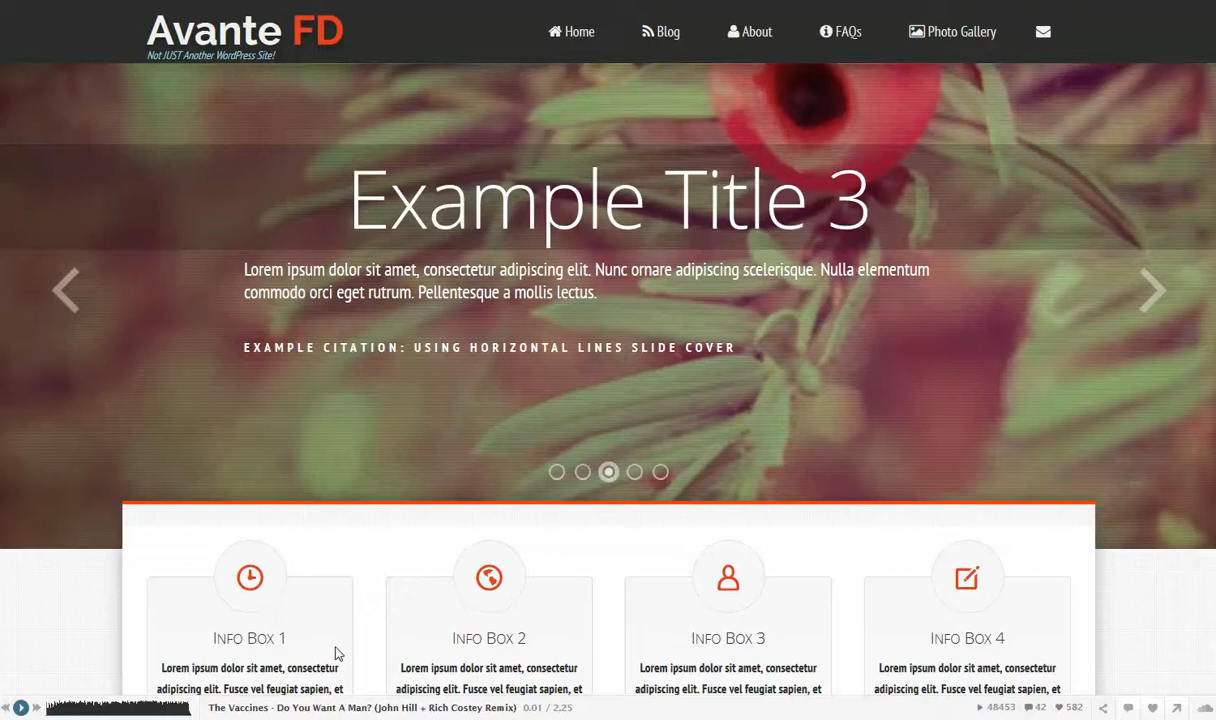 Avante FD
Not JUST Another WordPress Site!
Home Blog About FAQs Photo Gallery
Example Title 3
Lorem ipsum dolor sit amet, consectetur adipiscing elit. Nunc ornare adipiscing scelerisque. Nulla elementum
commodo orci eget rutrum. Pellentesque a mollis lectus.
EXAMPLE CITATION: USING HORIZONTAL LINES SLIDE COVER
Info Box 1
Lorem ipsum dolor sit amet, consectetur
adipiscing elit. Fusce vel feugiat sapien, et
Info Box 2
Lorem ipsum dolor sit amet, consectetur
adipiscing elit. Fusce vel feugiat sapien, et
Info Box 3
Lorem ipsum dolor sit amet, consectetur
adipiscing elit. Fusce vel feugiat sapien, et
Info Box 4
Lorem ipsum dolor sit amet, consectetur
adipiscing elit. Fusce vel feugiat sapien, et
The Vaccines - Do You Want A Man? (John Hill + Rich Costey Remix) 0.01 / 2.25 48453 42 582